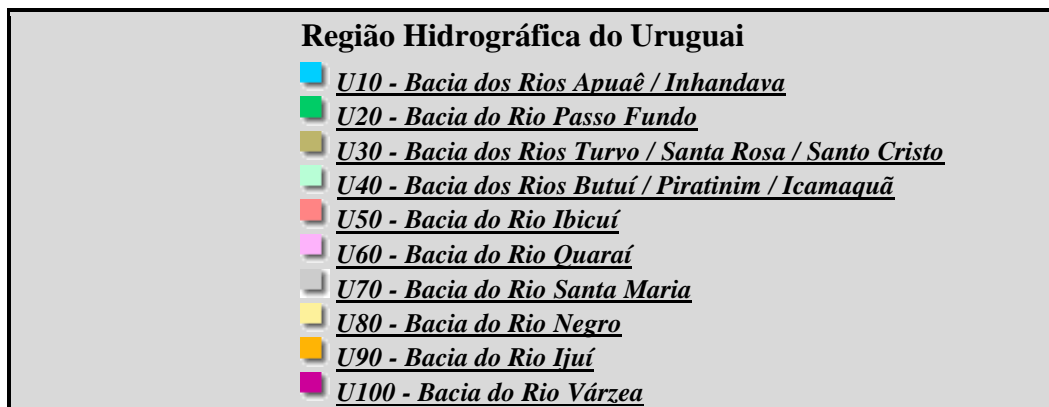 Região Hidrográfica do Uruguai
U10 - Bacia dos Rios Apuaê / Inhandava
U20 - Bacia do Rio Passo Fundo
U30 - Bacia dos Rios Turvo / Santa Rosa / Santo Cristo
U40 - Bacia dos Rios Butuí / Piratinim / Icamaquã
U50 - Bacia do Rio Ibicuí
U60 - Bacia do Rio Quaraí
U70 - Bacia do Rio Santa Maria
U80 - Bacia do Rio Negro
U90 - Bacia do Rio Ijuí
U100 - Bacia do Rio Várzea